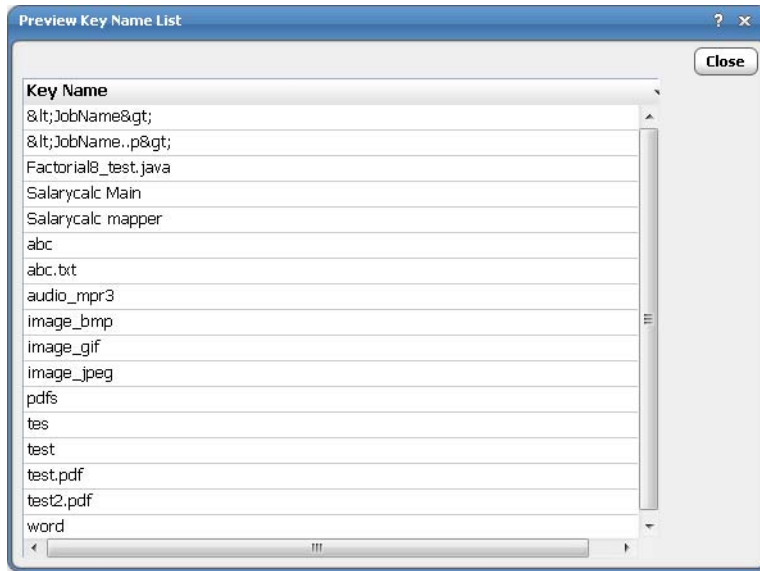 Preview Key Name List ? x
Close
Key Name
&lt;JobName&gt;
&lt;JobName..p&gt;
Factorial8_test.java
Salarycalc Main
Salarycalc mapper
abc
abc.txt
audio_mpr3
image_bmp
image_gif
image_jpeg
pdfs
tes
test
test.pdf
test2.pdf
word